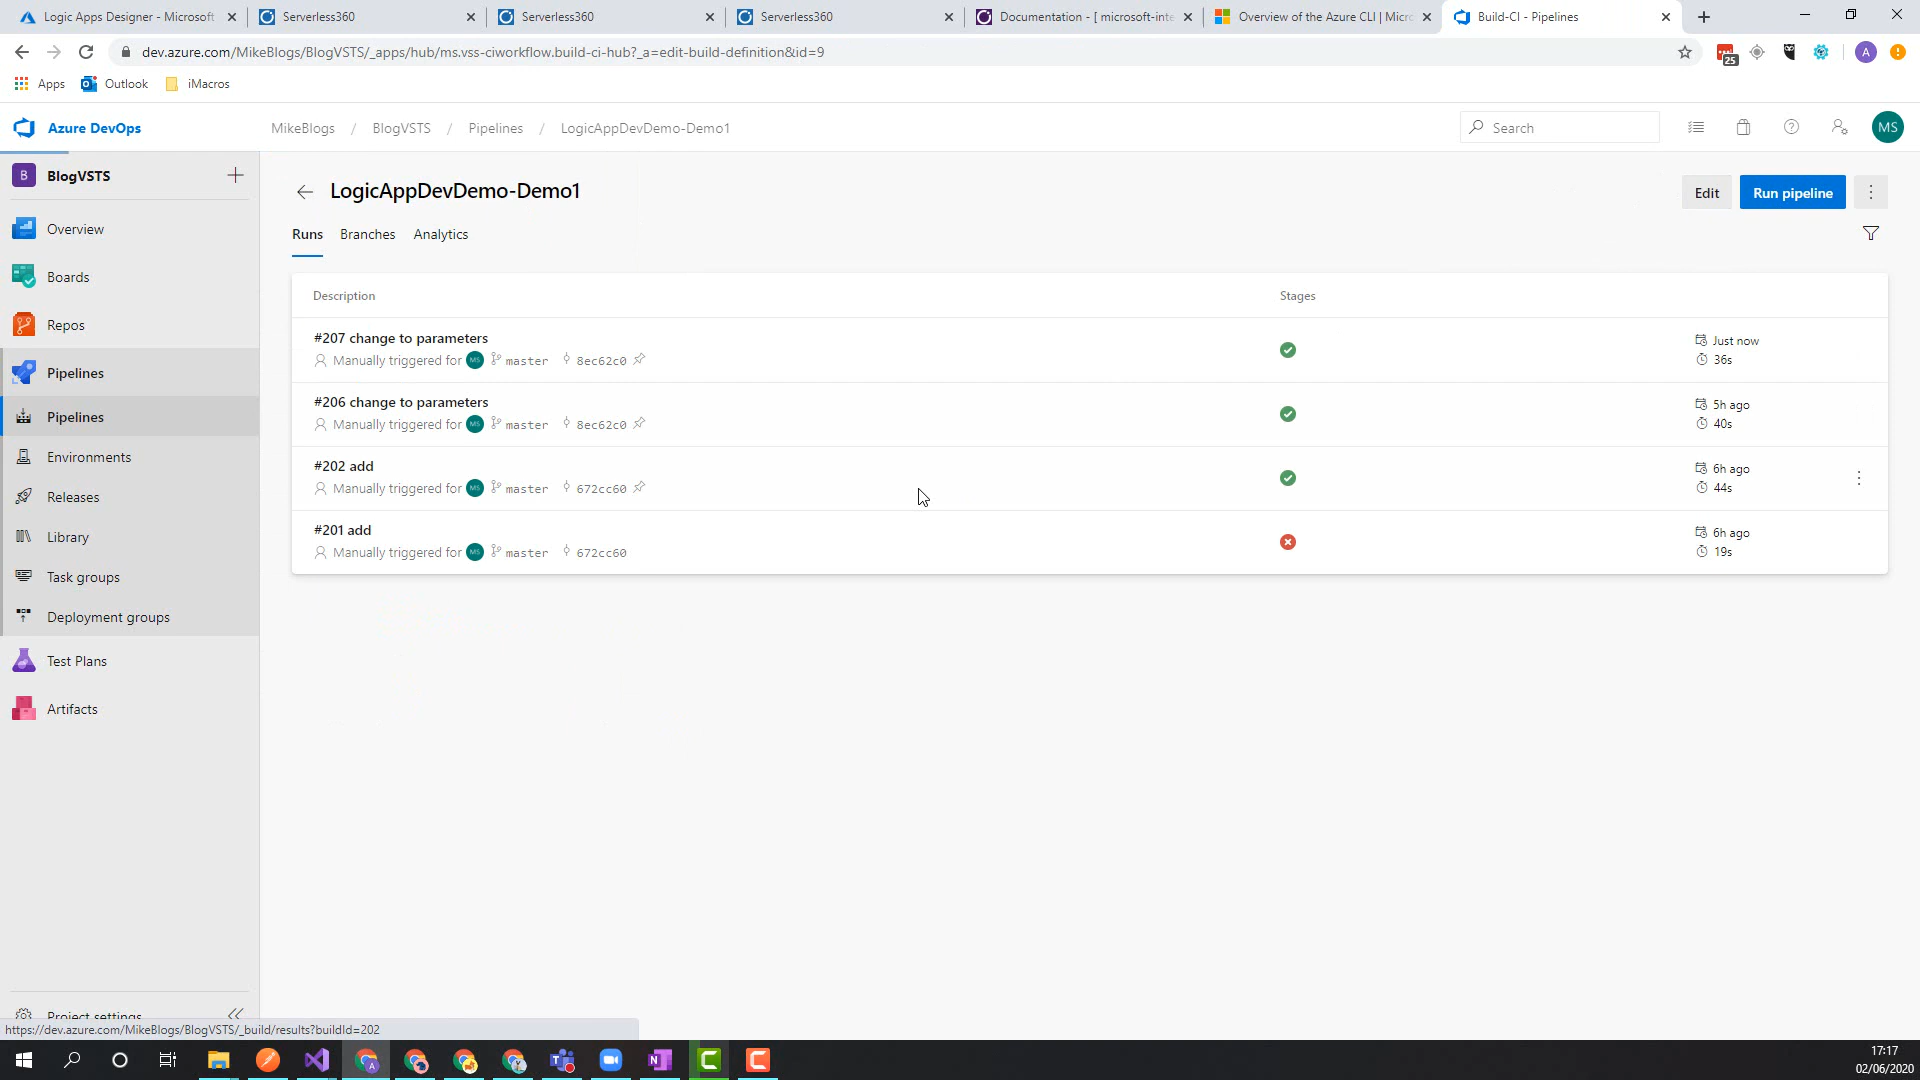 Logic Apps Designer - Microsoft
Serverless360
Serverless360
Serverless360
Documentation - [ microsoft-inte
Overview of the Azure CLI | Micro
Build-CI - Pipelines
dev.azure.com/MikeBlogs/BlogVSTS/_apps/hub/ms.vss-ciworkflow.build-ci-hub?_a=edit-build-definition&id=9
25
A
Apps
Outlook
iMacros
Azure DevOps
MikeBlogs / BlogVSTS / Pipelines / LogicAppDevDemo-Demo1
Search
MS
B
BlogVSTS
Overview
Boards
Repos
Pipelines
Pipelines
Environments
Releases
Library
Task groups
Deployment groups
Test Plans
Artifacts
Project settings
LogicAppDevDemo-Demo1
Edit
Run pipeline
Runs
Branches
Analytics
Description
Stages
#207 change to parameters
Manually triggered for MS master 8ec62c0
Just now
36s
#206 change to parameters
Manually triggered for MS master 8ec62c0
5h ago
40s
#202 add
Manually triggered for MS master 672cc60
6h ago
44s
#201 add
Manually triggered for MS master 672cc60
6h ago
19s
https://dev.azure.com/MikeBlogs/BlogVSTS/_build/results?buildId=202
17:17
02/06/2020